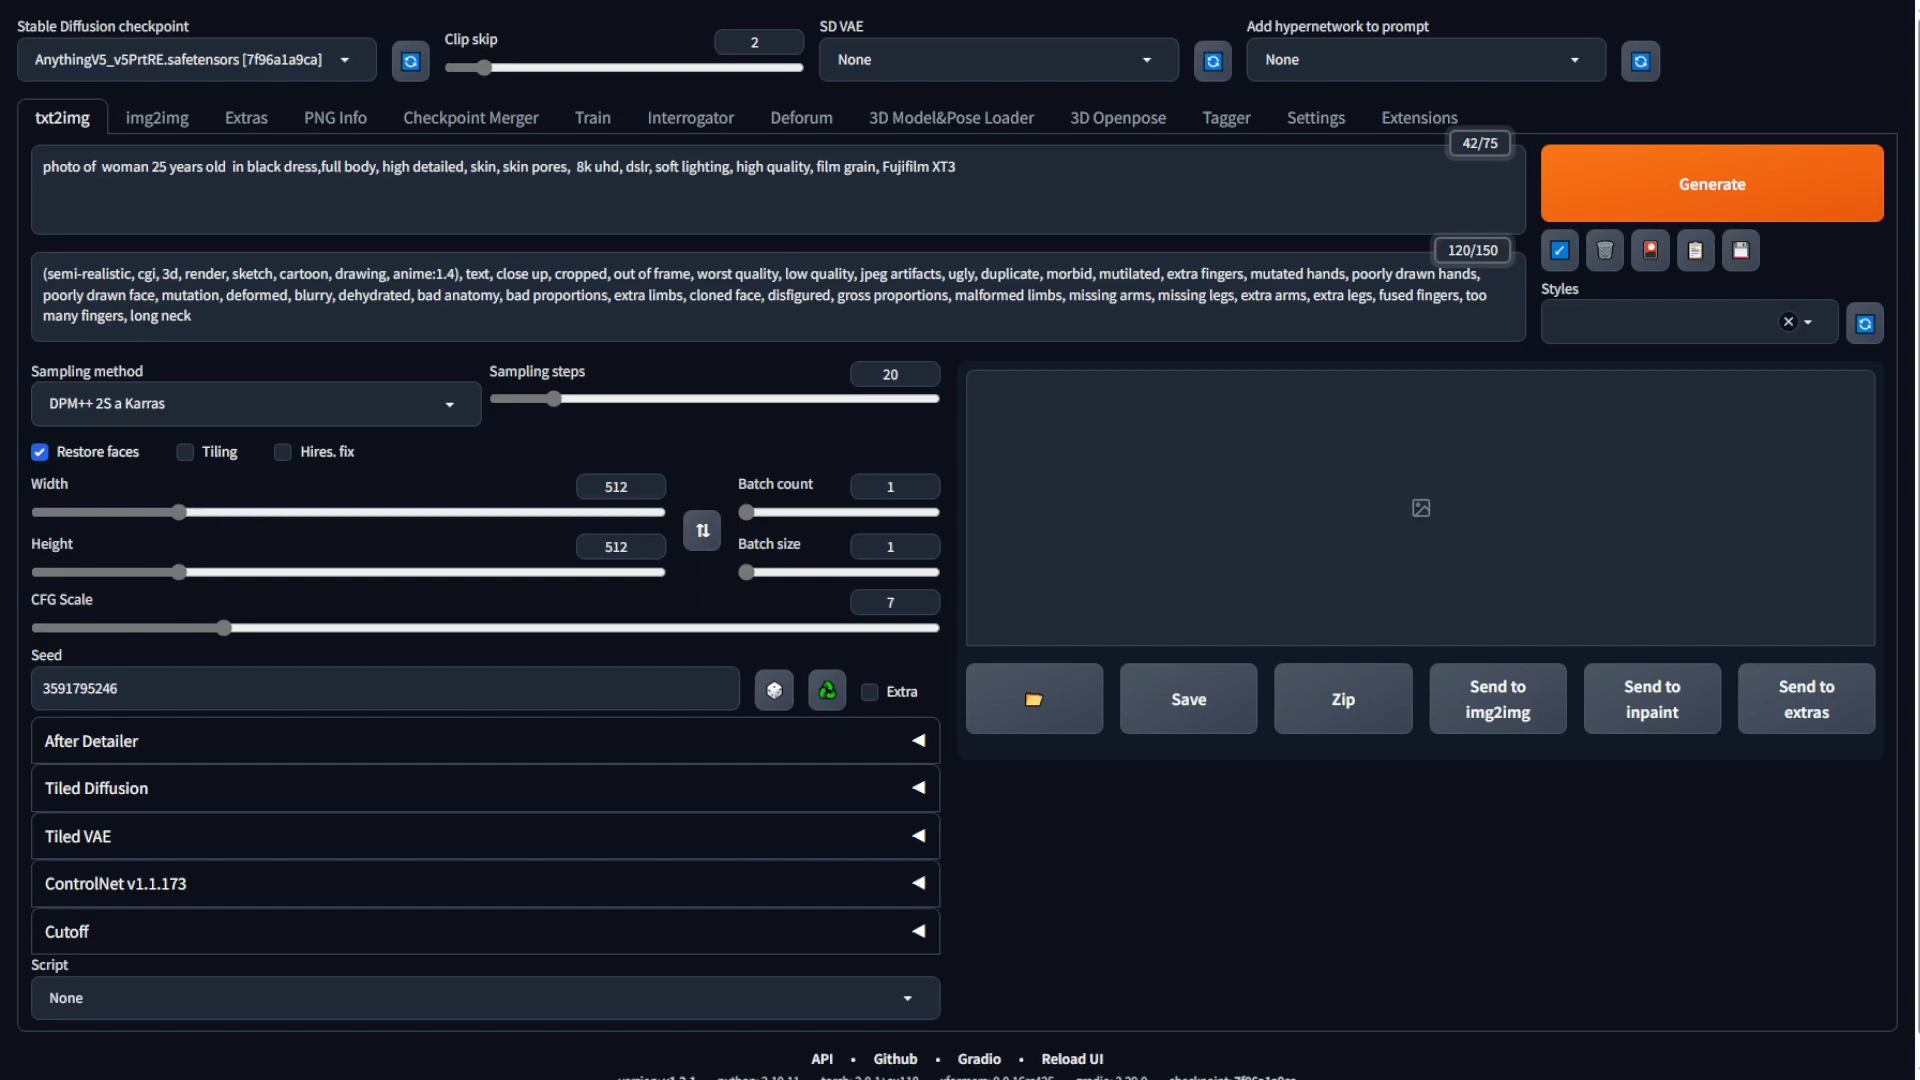 Stable Diffusion checkpoint
AnythingV5_v5PrtRE.safetensors [7f96a1a9ca]
Clip skip
2
SD VAE
None
Add hypernetwork to prompt
None
txt2img
img2img
Extras
PNG Info
Checkpoint Merger
Train
Interrogator
Deforum
3D Model&Pose Loader
3D Openpose
Tagger
Settings
Extensions
42/75
photo of woman 25 years old in black dress,full body, high detailed, skin, skin pores, 8k uhd, dslr, soft lighting, high quality, film grain, Fujifilm XT3
Generate
120/150
(semi-realistic, cgi, 3d, render, sketch, cartoon, drawing, anime:1.4), text, close up, cropped, out of frame, worst quality, low quality, jpeg artifacts, ugly, duplicate, morbid, mutilated, extra fingers, mutated hands, poorly drawn hands,
poorly drawn face, mutation, deformed, blurry, dehydrated, bad anatomy, bad proportions, extra limbs, cloned face, disfigured, gross proportions, malformed limbs, missing arms, missing legs, extra arms, extra legs, fused fingers, too
many fingers, long neck
Styles
Sampling method
DPM++ 2S a Karras
Sampling steps
20
Restore faces
Tiling
Hires. fix
Width
512
Height
512
Batch count
1
Batch size
1
CFG Scale
7
Seed
3591795246
Extra
Save
Zip
Send to
img2img
Send to
inpaint
Send to
extras
After Detailer
Tiled Diffusion
Tiled VAE
ControlNet v1.1.173
Cutoff
Script
None
API • Github • Gradio • Reload UI